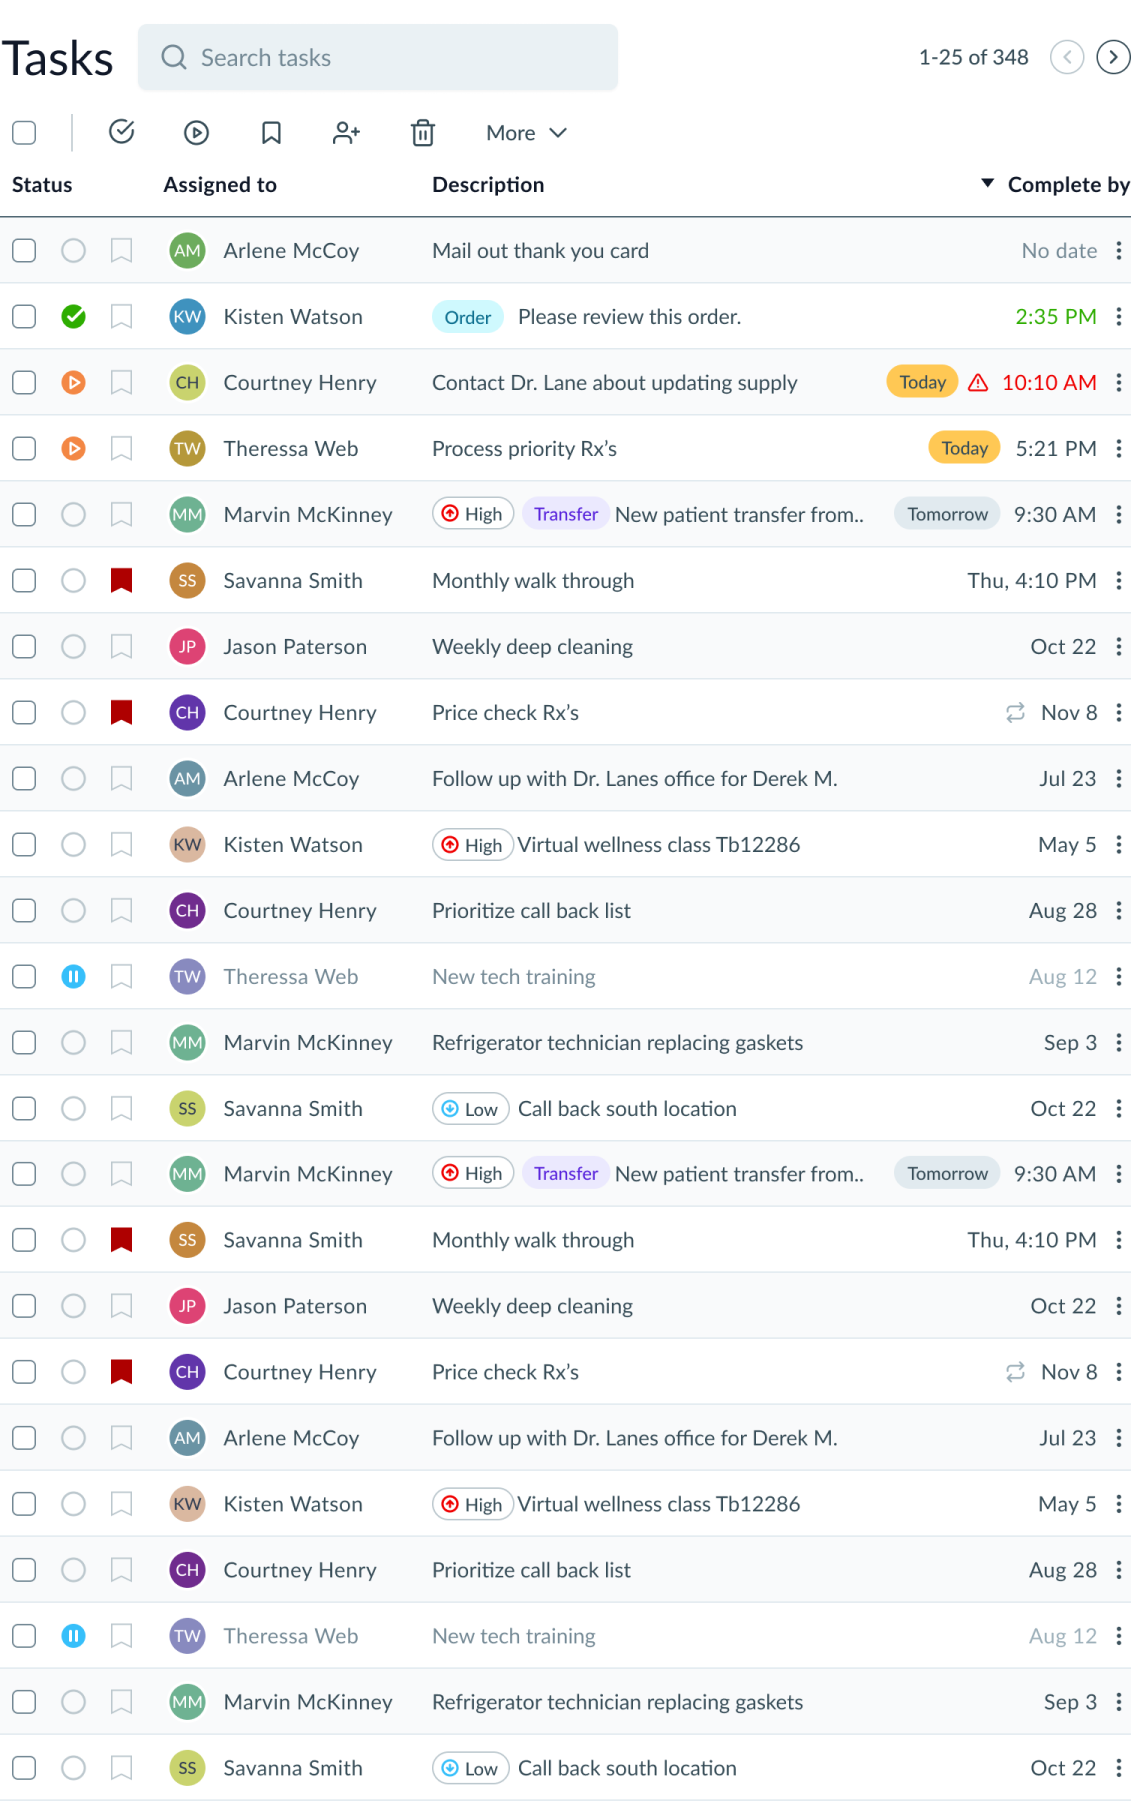 Tasks Search tasks 1-25 of 348
More
Status Assigned to Description Complete by
AM Arlene McCoy Mail out thank you card No date
KW Kisten Watson Order Please review this order. 2:35 PM
CH Courtney Henry Contact Dr. Lane about updating supply Today 10:10 AM
TW Theressa Web Process priority Rx’s Today 5:21 PM
MM Marvin McKinney High Transfer New patient transfer from.. Tomorrow 9:30 AM
SS Savanna Smith Monthly walk through Thu, 4:10 PM
JP Jason Paterson Weekly deep cleaning Oct 22
CH Courtney Henry Price check Rx’s Nov 8
AM Arlene McCoy Follow up with Dr. Lanes office for Derek M. Jul 23
KW Kisten Watson High Virtual wellness class Tb12286 May 5
CH Courtney Henry Prioritize call back list Aug 28
TW Theressa Web New tech training Aug 12
MM Marvin McKinney Refrigerator technician replacing gaskets Sep 3
SS Savanna Smith Low Call back south location Oct 22
MM Marvin McKinney High Transfer New patient transfer from.. Tomorrow 9:30 AM
SS Savanna Smith Monthly walk through Thu, 4:10 PM
JP Jason Paterson Weekly deep cleaning Oct 22
CH Courtney Henry Price check Rx’s Nov 8
AM Arlene McCoy Follow up with Dr. Lanes office for Derek M. Jul 23
KW Kisten Watson High Virtual wellness class Tb12286 May 5
CH Courtney Henry Prioritize call back list Aug 28
TW Theressa Web New tech training Aug 12
MM Marvin McKinney Refrigerator technician replacing gaskets Sep 3
SS Savanna Smith Low Call back south location Oct 22